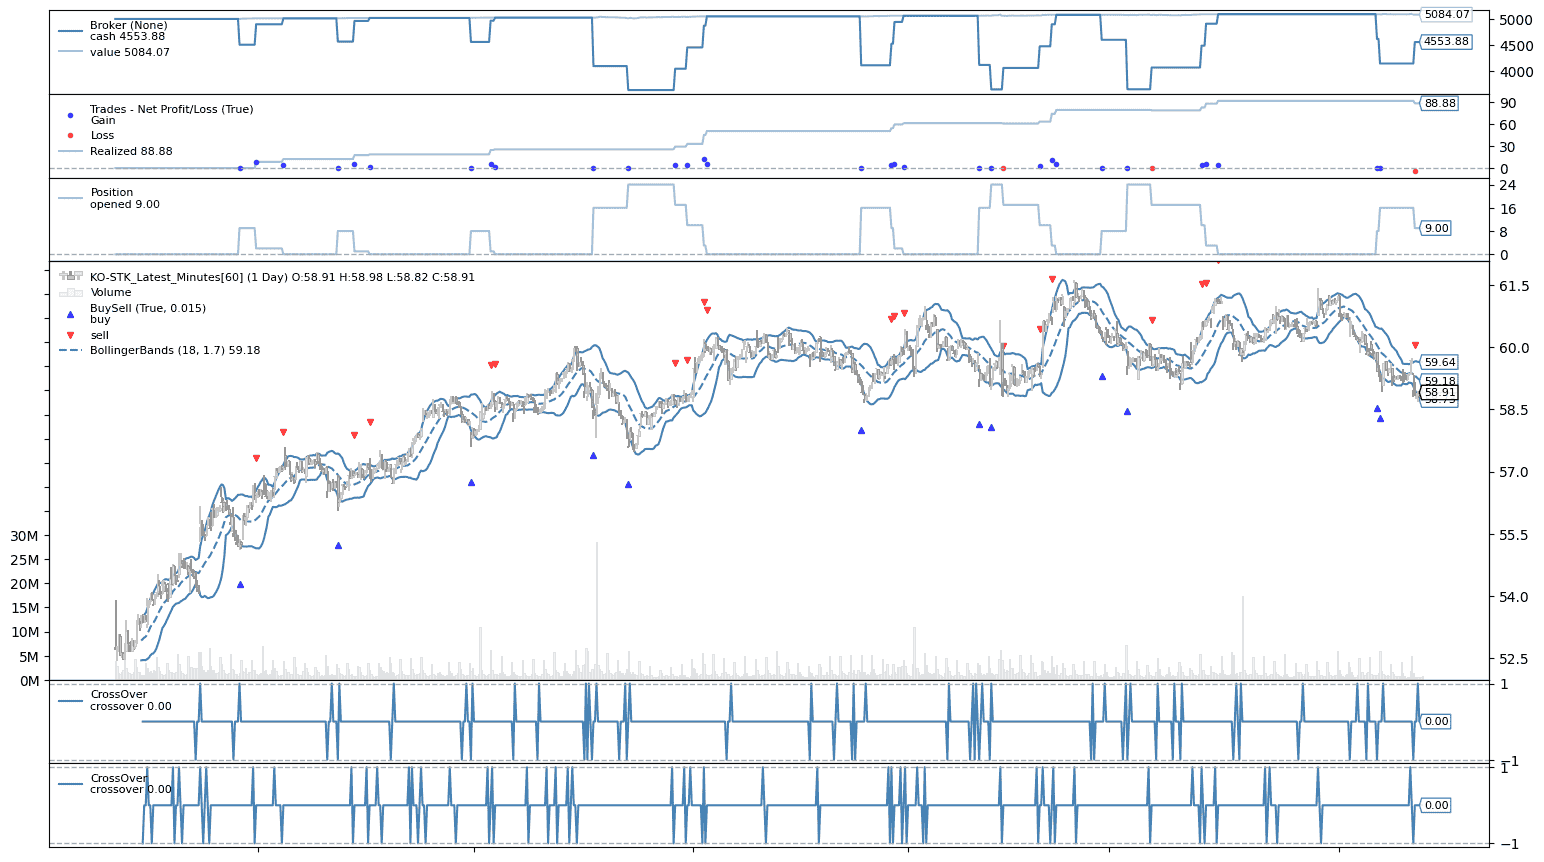 Broker (None)
cash 4553.88
value 5084.07
5084.07
4553.88
5000
4500
4000
Trades - Net Profit/Loss (True)
Gain
Loss
Realized 88.88
88.88
90
60
30
0
Position
opened 9.00
9.00
24
16
8
0
KO-STK_Latest_Minutes[60] (1 Day) O:58.91 H:58.98 L:58.82 C:58.91
Volume
BuySell (True, 0.015)
buy
sell
BollingerBands (18, 1.7) 59.18
61.5
60.0
58.5
57.0
55.5
54.0
52.5
59.64
59.18
58.91
30M
25M
20M
15M
10M
5M
0M
CrossOver
crossover 0.00
0.00
1
−1
CrossOver
crossover 0.00
0.00
1
−1